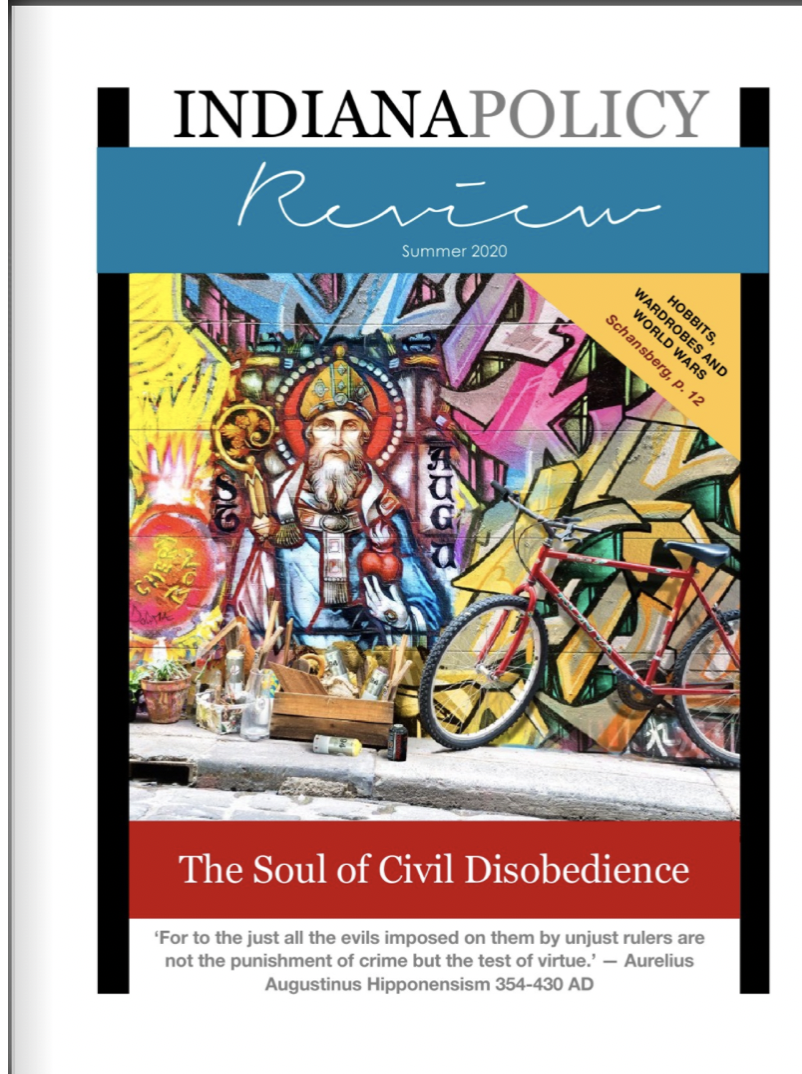 INDIANAPOLICY
Review
Summer 2020
HOBBITS,
WARDROBES AND
WORLD WARS
Schansberg, p. 12
ST
AUGU
The Soul of Civil Disobedience
‘For to the just all the evils imposed on them by unjust rulers are
not the punishment of crime but the test of virtue.’ — Aurelius
Augustinus Hipponensism 354-430 AD